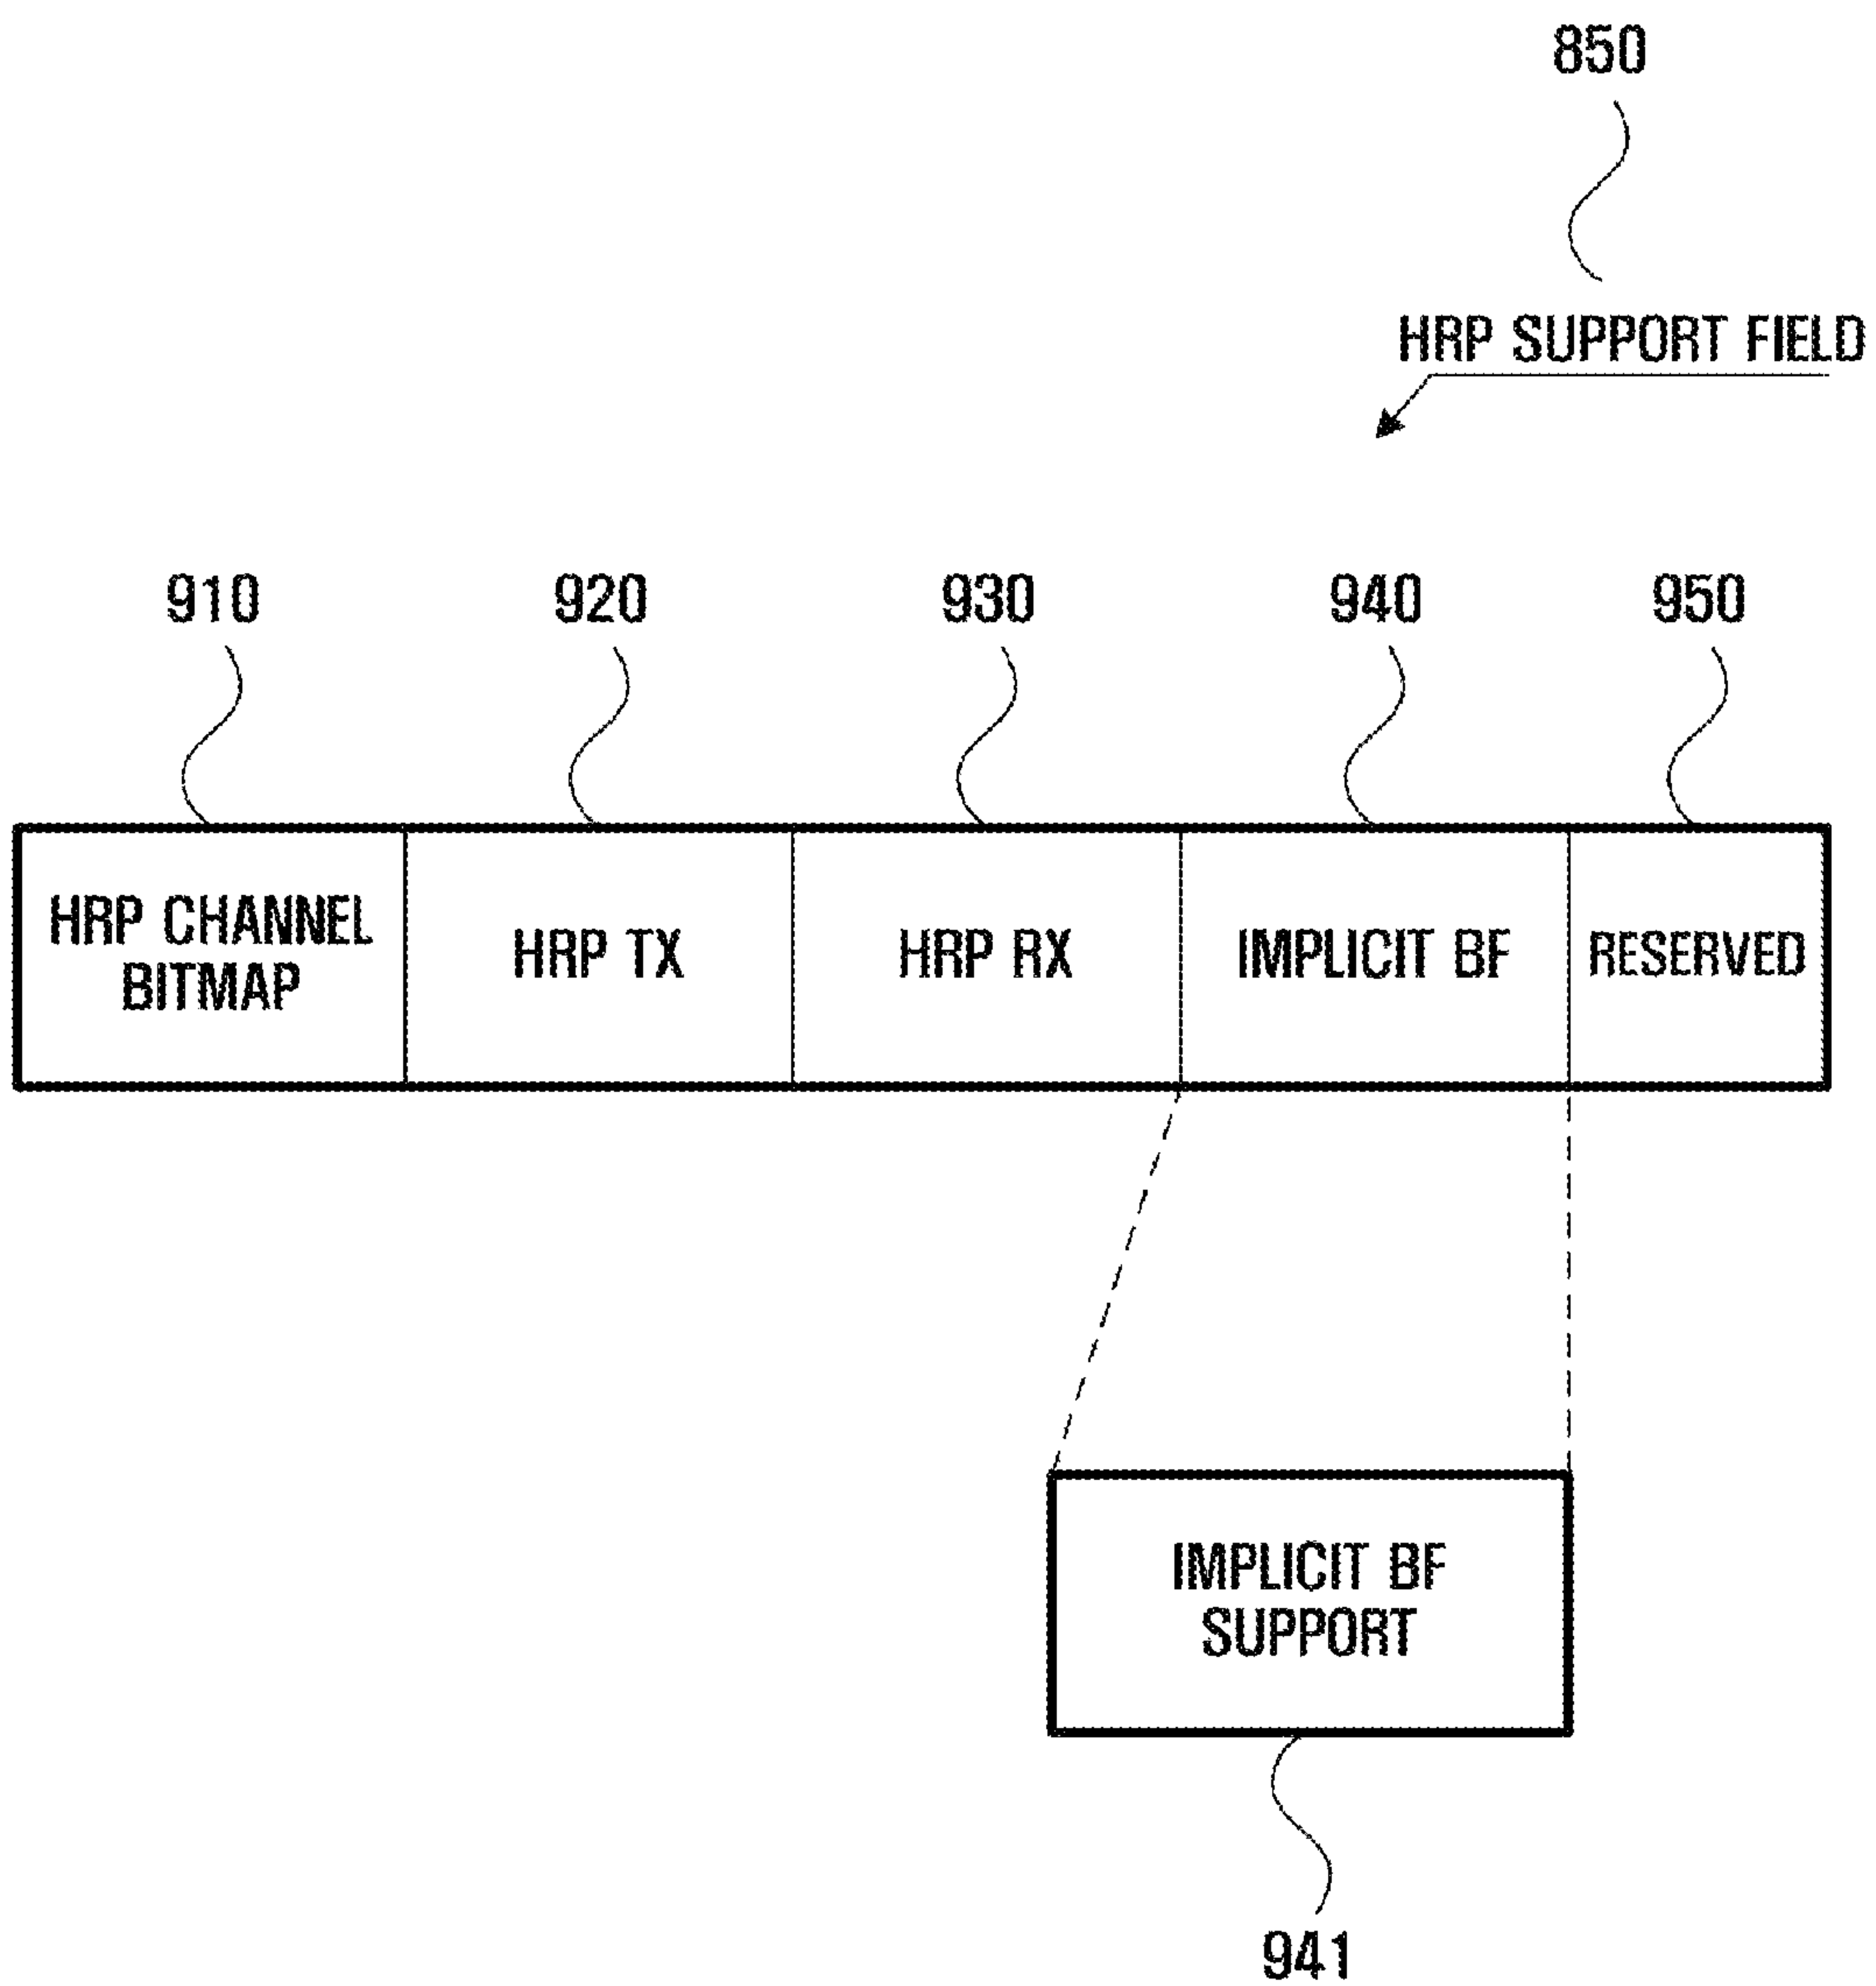 850
HRP SUPPORT FIELD
910 920 930 940 950
HRP CHANNEL
BITMAP
HRP TX
HRP RX
IMPLICIT BF
RESERVED
IMPLICIT BF
SUPPORT
941